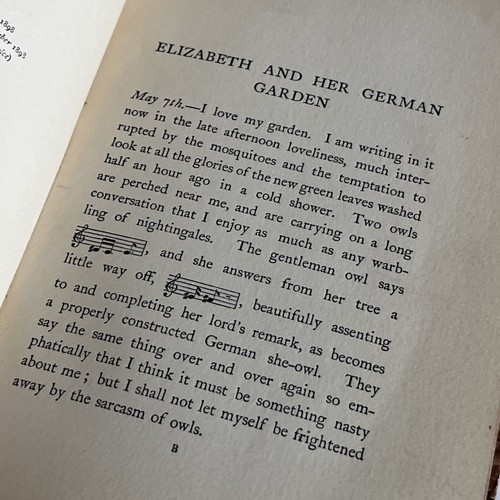 1898
1898
ELIZABETH AND HER GERMAN
GARDEN
May 7th.—I love my garden. I am writing in it
now in the late afternoon loveliness, much inter-
rupted by the mosquitoes and the temptation to
look at all the glories of the new green leaves washed
half an hour ago in a cold shower. Two owls
are perched near me, and are carrying on a long
conversation that I enjoy as much as any warb-
ling of nightingales. The gentleman owl says
, and she answers from her tree a
little way off, , beautifully assenting
to and completing her lord's remark, as becomes
a properly constructed German she-owl. They
say the same thing over and over again so em-
phatically that I think it must be something nasty
about me; but I shall not let myself be frightened
away by the sarcasm of owls.
B